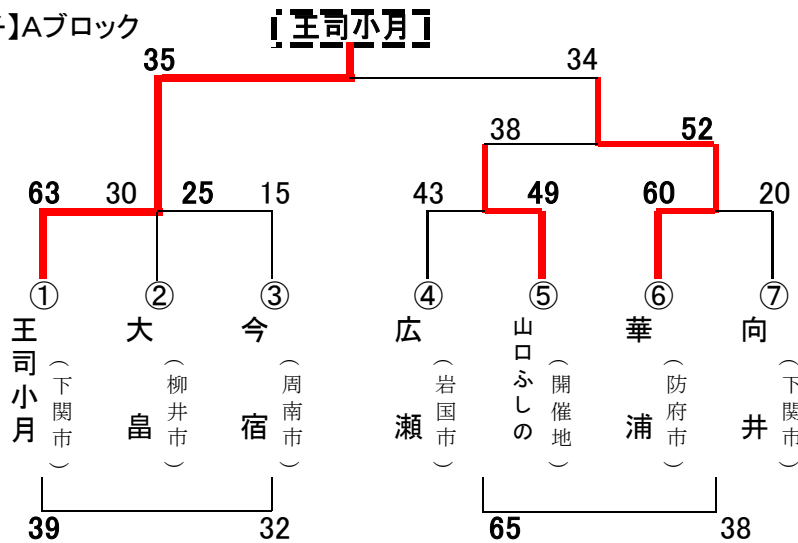 】Aブロック
王司小月
35
34
38
52
63
30
25
15
43
49
60
20
①
②
③
④
⑤
⑥
⑦
王司小月
（下関市）
大畠
（柳井市）
今宿
（周南市）
広瀬
（岩国市）
山口ふしの
（開催地）
華浦
（防府市）
向井
（下関市）
39
32
65
38